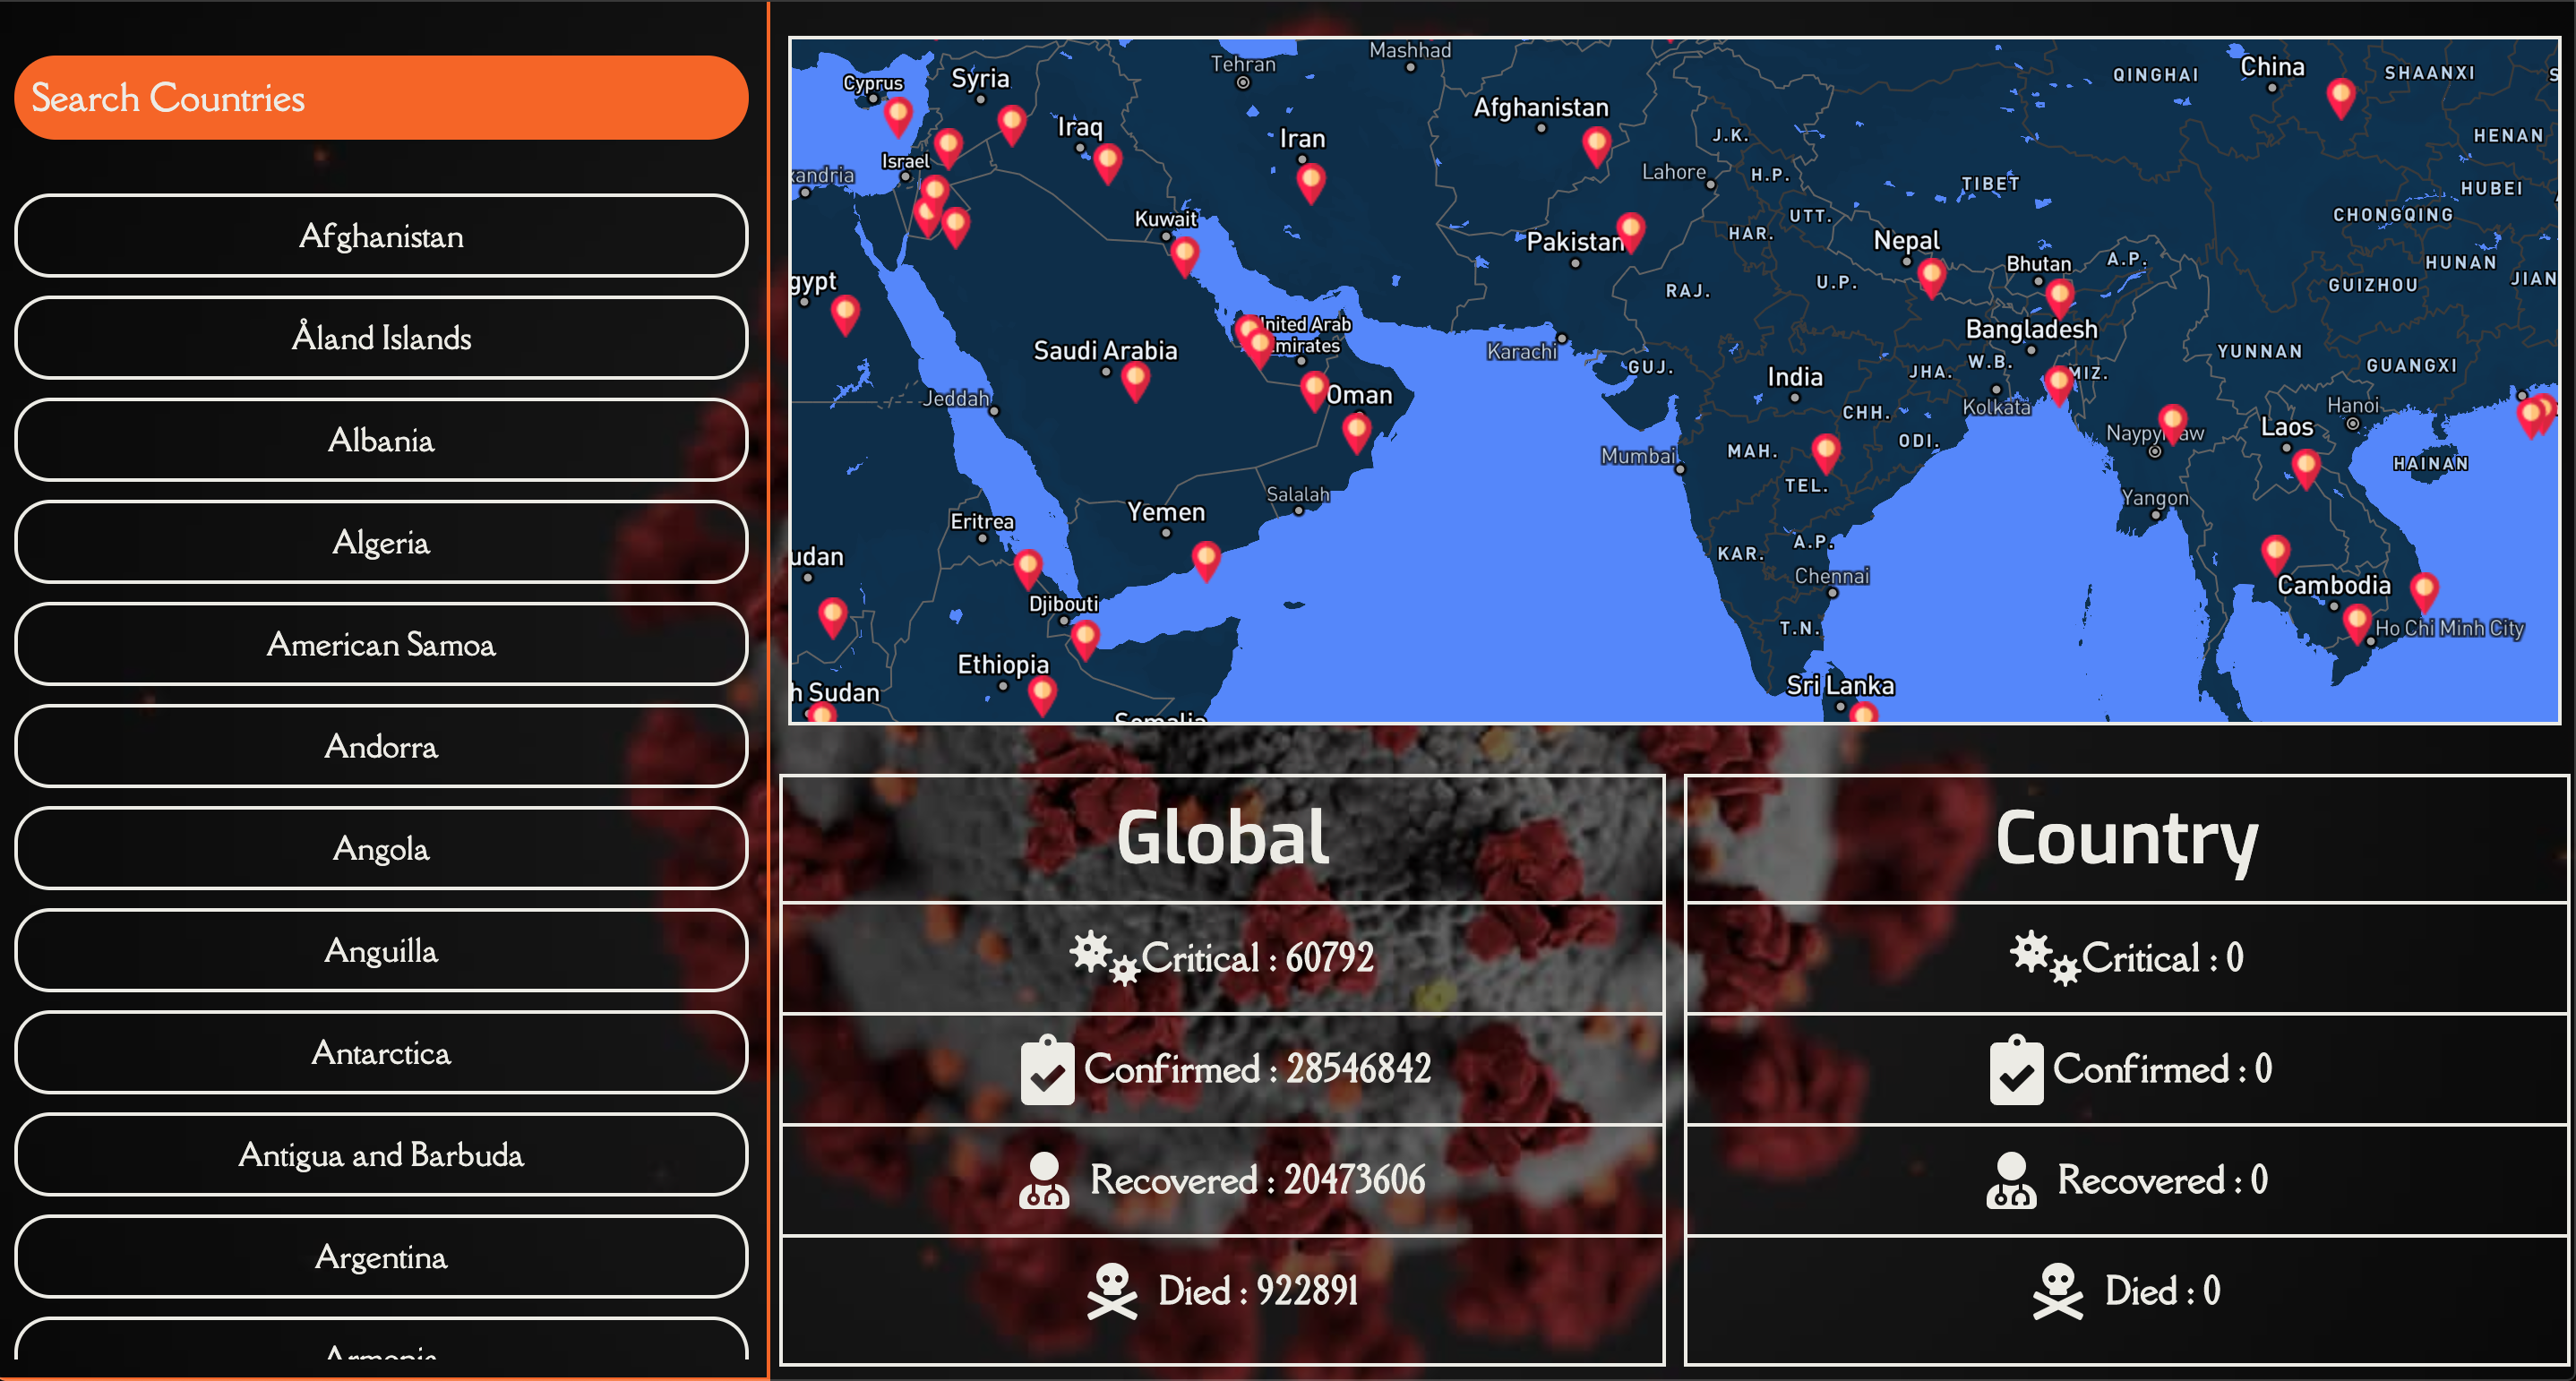 Search Countries
Afghanistan
Åland Islands
Albania
Algeria
American Samoa
Andorra
Angola
Anguilla
Antarctica
Antigua and Barbuda
Argentina
Armenia
Mashhad
Tehran
China
QINGHAI
SHAANXI
Cyprus
Syria
Afghanistan
Iraq
Iran
J.K.
HENAN
Israel
Lahore
H.P.
TIBET
HUBEI
xandria
UTT.
CHONGQING
Kuwait
HAR.
Pakistan
Nepal
Bhutan
A.P.
HUNAN
gypt
RAJ.
U.P.
GUIZHOU
JIAN
United Arab
Emirates
Bangladesh
Saudi Arabia
Karachi
GUJ.
JHA.
W.B.
MIZ.
YUNNAN
GUANGXI
India
Jeddah
Oman
CHH.
Kolkata
Hanoi
ODI.
Naypyitaw
Laos
Mumbai
MAH.
HAINAN
TEL.
Salalah
Yangon
Yemen
Eritrea
A.P.
KAR.
udan
Chennai
Cambodia
Djibouti
T.N.
Ho Chi Minh City
Ethiopia
h Sudan
Sri Lanka
Somalia
Global
Critical : 60792
Confirmed : 28546842
Recovered : 20473606
Died : 922891
Country
Critical : 0
Confirmed : 0
Recovered : 0
Died : 0